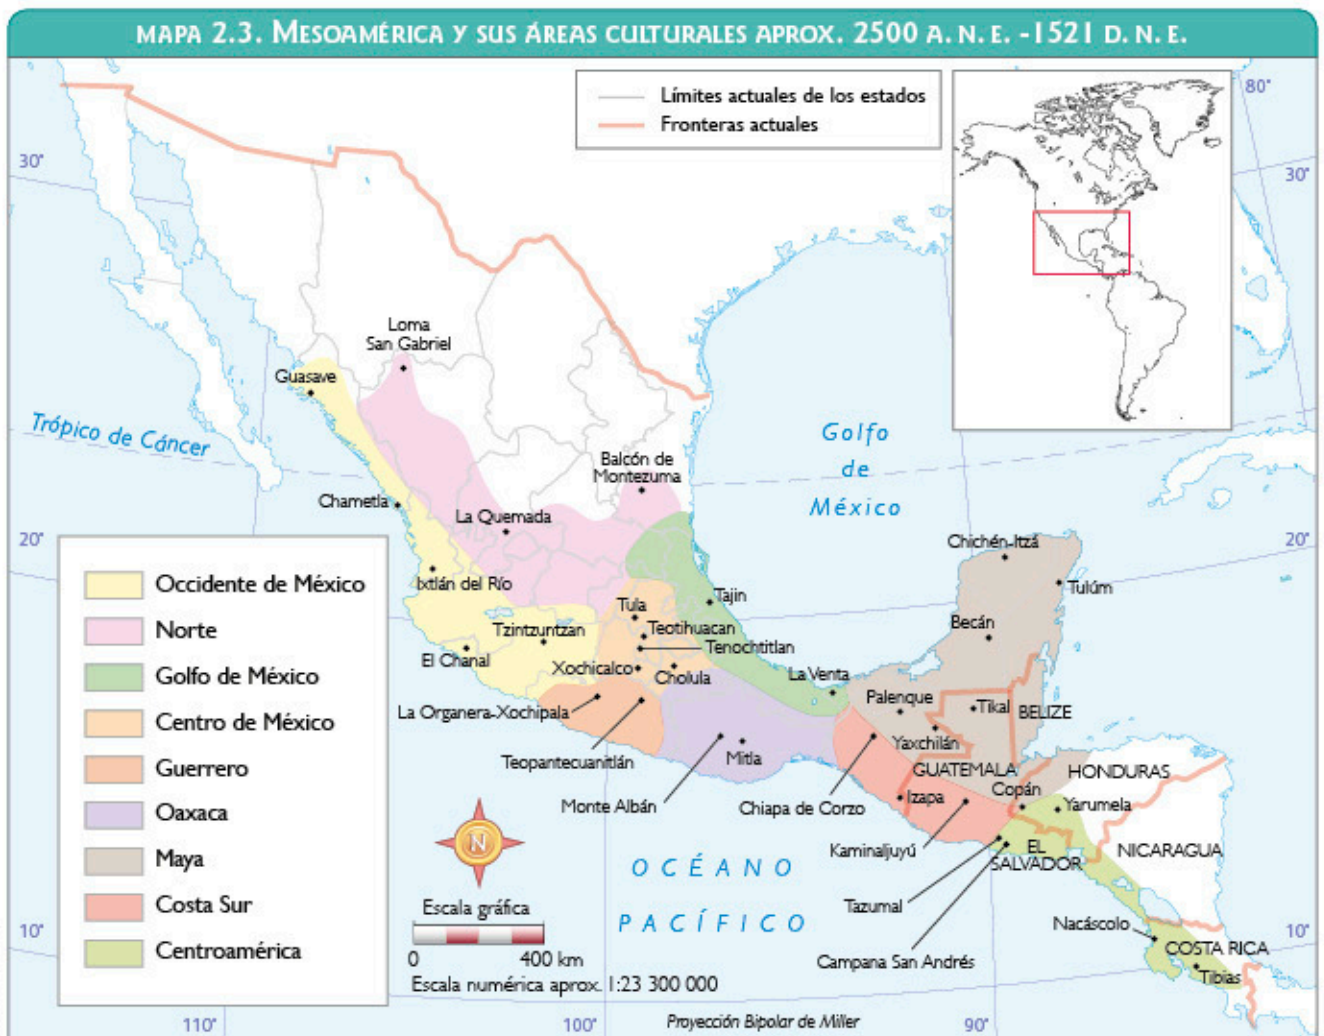 MAPA 2.3. MESOAMÉRICA Y SUS ÁREAS CULTURALES APROX. 2500 A. N. E. -1521 D. N. E.
Límites actuales de los estados
Fronteras actuales
80°
30°
30°
Loma
San Gabriel
Guasave
Trópico de Cáncer
Golfo
de
México
Balcón de
Montezuma
Chametla
La Quemada
20°
20°
Chichén-Itzá
Tulúm
Ixtlán del Río
Tajin
Tula
Teotihuacan
Tenochtitlan
Becán
Tzintzuntzan
El Chanal
Xochicalco
Cholula
La Venta
Palenque
Tikal
BELIZE
La Organera-Xochipala
Yaxchilán
Teopantecuanitlán
Mitla
GUATEMALA
HONDURAS
Copán
Monte Albán
Chiapa de Corzo
Izapa
Yarumela
Kaminaljuyú
EL
SALVADOR
NICARAGUA
OCÉANO
PACÍFICO
Tazumal
Nacáscolo
COSTA RICA
Campana San Andrés
Tibias
Occidente de México
Norte
Golfo de México
Centro de México
Guerrero
Oaxaca
Maya
Costa Sur
Centroamérica
N
Escala gráfica
0 400 km
Escala numérica aprox. 1:23 300 000
10°
10°
110°
100°
Proyección Bipolar de Miller
90°